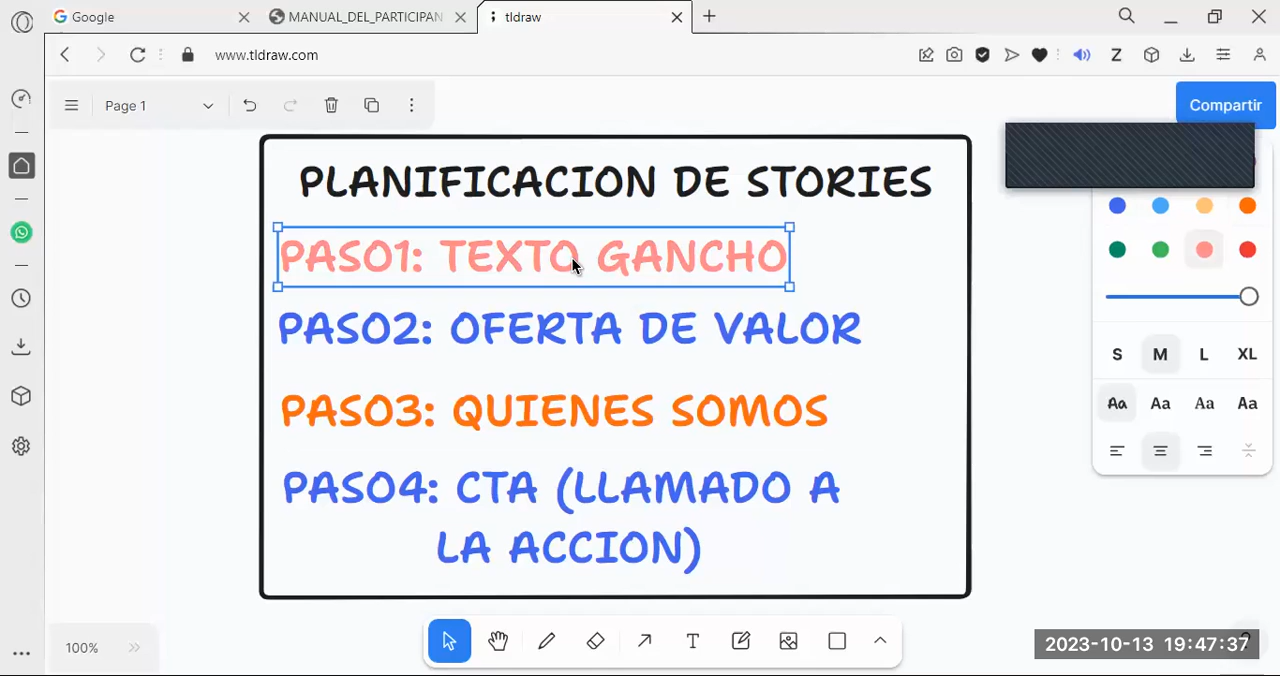 Google
MANUAL_DEL_PARTICIPAN
tldraw
www.tldraw.com
Z
Page 1
Compartir
PLANIFICACION DE STORIES
PASO1: TEXTO GANCHO
PASO2: OFERTA DE VALOR
PASO3: QUIENES SOMOS
PASO4: CTA (LLAMADO A
LA ACCION)
S M L XL
Aa Aa Aa Aa
100%
T
2023-10-13 19:47:37